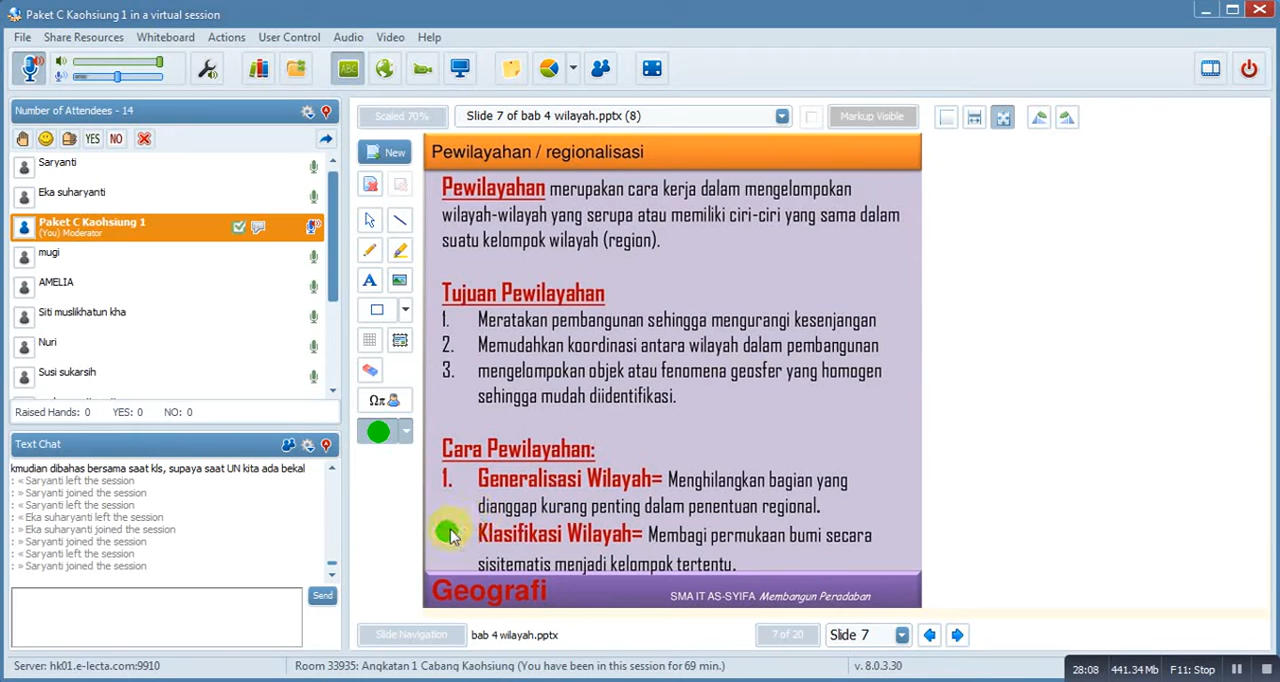 Paket C Kaohsiung 1 in a virtual session
File Share Resources Whiteboard Actions User Control Audio Video Help
ABC
Number of Attendees - 14
YES NO
Saryanti
Eka suharyanti
Paket C Kaohsiung 1
(You) Moderator
mugi
AMELIA
Siti muslikhatun kha
Nuri
Susi sukarsih
Raised Hands: 0 YES: 0 NO: 0
Text Chat
kmudian dibahas bersama saat kls, supaya saat UN kita ada bekal
: « Saryanti left the session
: » Saryanti joined the session
: « Saryanti left the session
: « Eka suharyanti left the session
: » Eka suharyanti joined the session
: » Saryanti joined the session
: « Saryanti left the session
: » Saryanti joined the session
Send
Scaled 70% Slide 7 of bab 4 wilayah.pptx (8) Markup Visible
New
A
Ωπ
Pewilayahan / regionalisasi
Pewilayahan merupakan cara kerja dalam mengelompokan
wilayah-wilayah yang serupa atau memiliki ciri-ciri yang sama dalam
suatu kelompok wilayah (region).
Tujuan Pewilayahan
1. Meratakan pembangunan sehingga mengurangi kesenjangan
2. Memudahkan koordinasi antara wilayah dalam pembangunan
3. mengelompokan objek atau fenomena geosfer yang homogen
sehingga mudah diidentifikasi.
Cara Pewilayahan:
1. Generalisasi Wilayah= Menghilangkan bagian yang
dianggap kurang penting dalam penentuan regional.
Klasifikasi Wilayah= Membagi permukaan bumi secara
sisitematis menjadi kelompok tertentu.
Geografi SMA IT AS-SYIFA Membangun Peradaban
Slide Navigation bab 4 wilayah.pptx 7 of 20 Slide 7
Server: hk01.e-lecta.com:9910 Room 33935: Angkatan 1 Cabang Kaohsiung (You have been in this session for 69 min.) v. 8.0.3.30
28:08 441.34 Mb F11: Stop